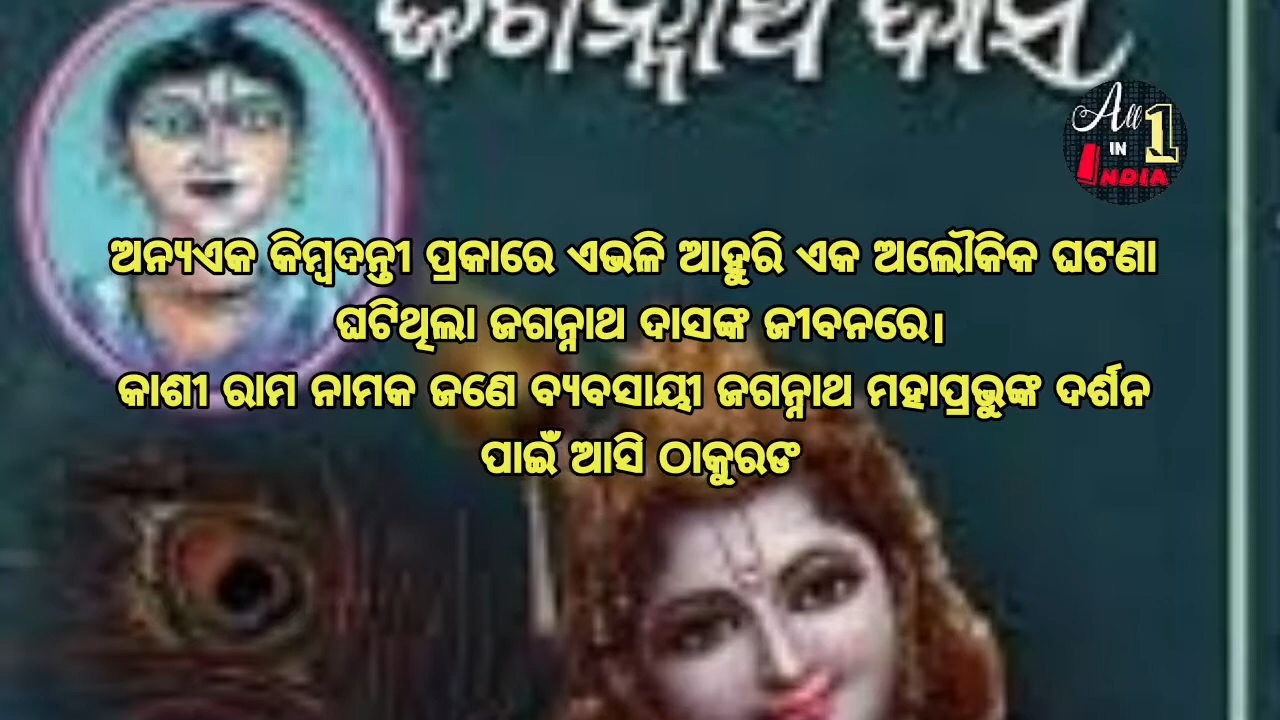 ଜଗନ୍ନାଥ ଦାସ
All
IN 1
INDIA
ଅନ୍ୟଏକ କିମ୍ବଦନ୍ତୀ ପ୍ରକାରେ ଏଭଳି ଆହୁରି ଏକ ଅଲୌକିକ ଘଟଣା
ଘଟିଥିଲା ଜଗନ୍ନାଥ ଦାସଙ୍କ ଜୀବନରେ।
କାଶୀ ରାମ ନାମକ ଜଣେ ବ୍ୟବସାୟୀ ଜଗନ୍ନାଥ ମହାପ୍ରଭୁଙ୍କ ଦର୍ଶନ
ପାଇଁ ଆସି ଠାକୁରଙ